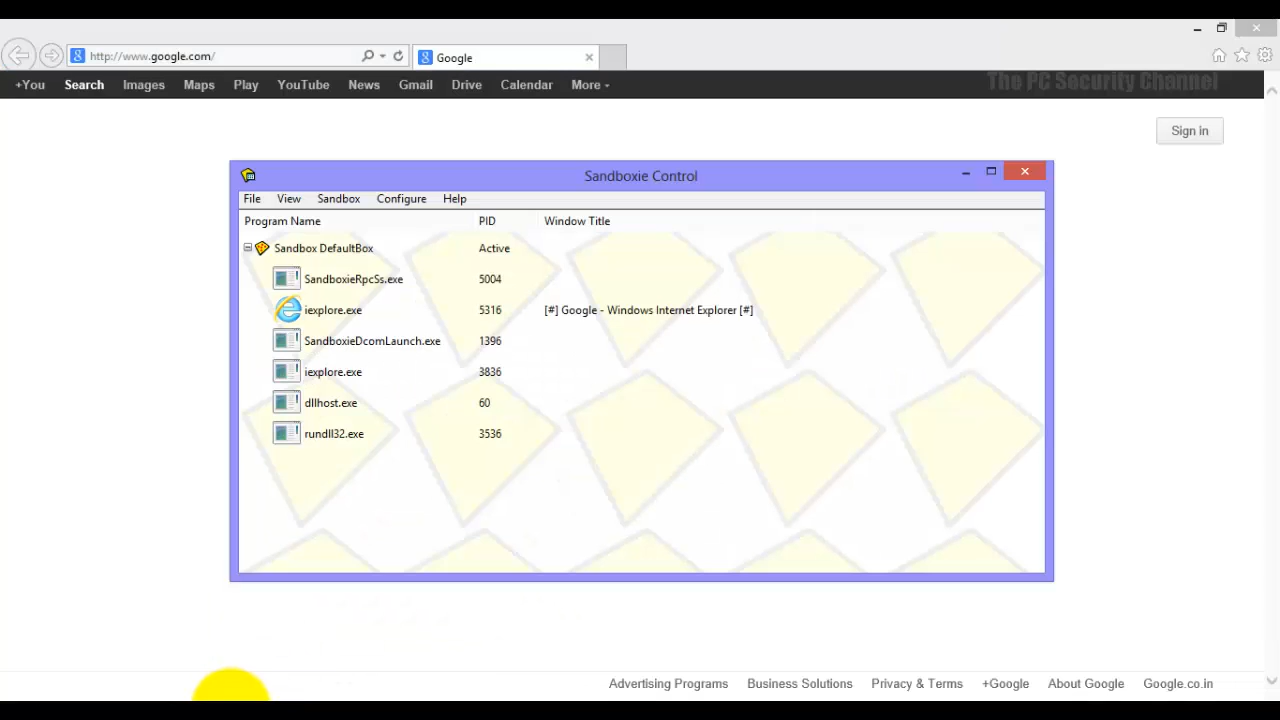 http://www.google.com/
Google
+You Search Images Maps Play YouTube News Gmail Drive Calendar More
The PC Security Channel
Sign in
Sandboxie Control
File View Sandbox Configure Help
Program Name PID Window Title
Sandbox DefaultBox Active
SandboxieRpcSs.exe 5004
iexplore.exe 5316 [#] Google - Windows Internet Explorer [#]
SandboxieDcomLaunch.exe 1396
iexplore.exe 3836
dllhost.exe 60
rundll32.exe 3536
Advertising Programs Business Solutions Privacy & Terms +Google About Google Google.co.in